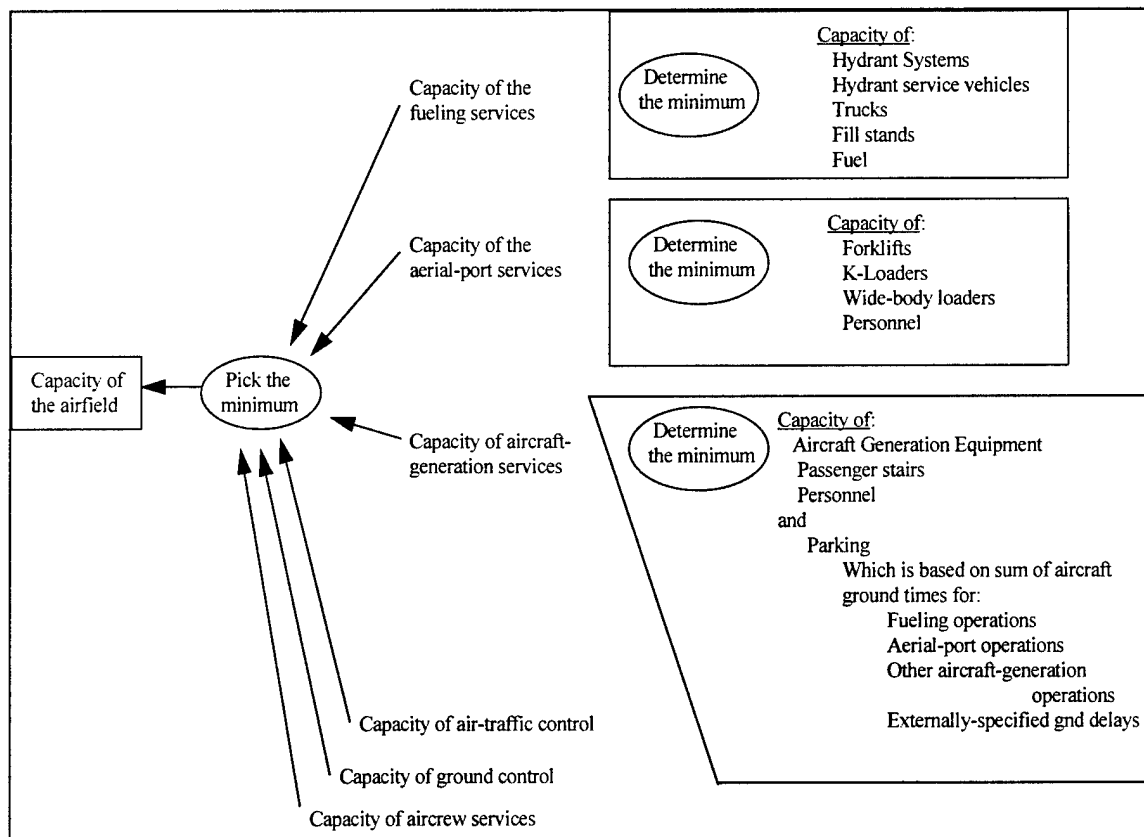 Capacity of the
fueling services
Determine
the minimum
Capacity of:
Hydrant Systems
Hydrant service vehicles
Trucks
Fill stands
Fuel
Capacity of the
aerial-port services
Determine
the minimum
Capacity of:
Forklifts
K-Loaders
Wide-body loaders
Personnel
Capacity of
the airfield
Pick the
minimum
Capacity of aircraft-
generation services
Determine
the minimum
Capacity of:
Aircraft Generation Equipment
Passenger stairs
Personnel
and
Parking
Which is based on sum of aircraft
ground times for:
Fueling operations
Aerial-port operations
Other aircraft-generation
operations
Externally-specified gnd delays
Capacity of air-traffic control
Capacity of ground control
Capacity of aircrew services